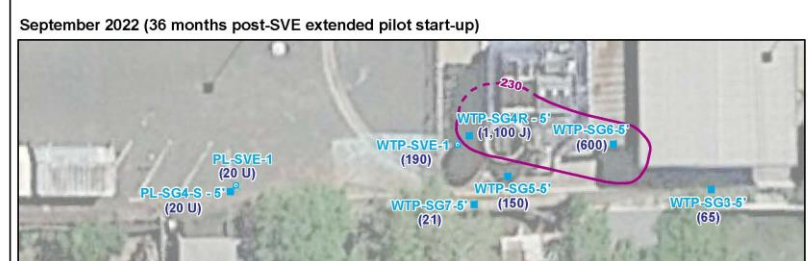 September 2022 (36 months post-SVE extended pilot start-up)
230
WTP-SG4R - 5'
(1,100 J)
WTP-SG6-5'
(600)
WTP-SVE-1
(190)
PL-SVE-1
(20 U)
PL-SG4-S - 5'
(20 U)
WTP-SG5-5'
(150)
WTP-SG7-5'
(21)
WTP-SG3-5'
(65)